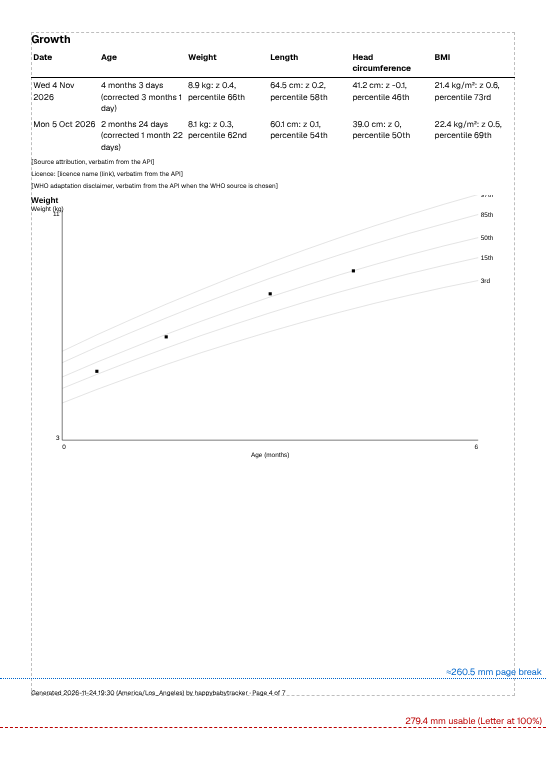 Growth
Date Age Weight Length Head circumference BMI
Wed 4 Nov 2026 4 months 3 days (corrected 3 months 1 day) 8.9 kg: z 0.4, percentile 66th 64.5 cm: z 0.2, percentile 58th 41.2 cm: z -0.1, percentile 46th 21.4 kg/m²: z 0.6, percentile 73rd
Mon 5 Oct 2026 2 months 24 days (corrected 1 month 22 days) 8.1 kg: z 0.3, percentile 62nd 60.1 cm: z 0.1, percentile 54th 39.0 cm: z 0, percentile 50th 22.4 kg/m²: z 0.5, percentile 69th
[Source attribution, verbatim from the API]
Licence: [licence name (link), verbatim from the API]
[WHO adaptation disclaimer, verbatim from the API when the WHO source is chosen]
Weight
Weight (kg)
11
85th
50th
15th
3rd
3
0 6
Age (months)
≈260.5 mm page break
Generated 2026-11-24 19:30 (America/Los_Angeles) by happybabytracker · Page 4 of 7
279.4 mm usable (Letter at 100%)